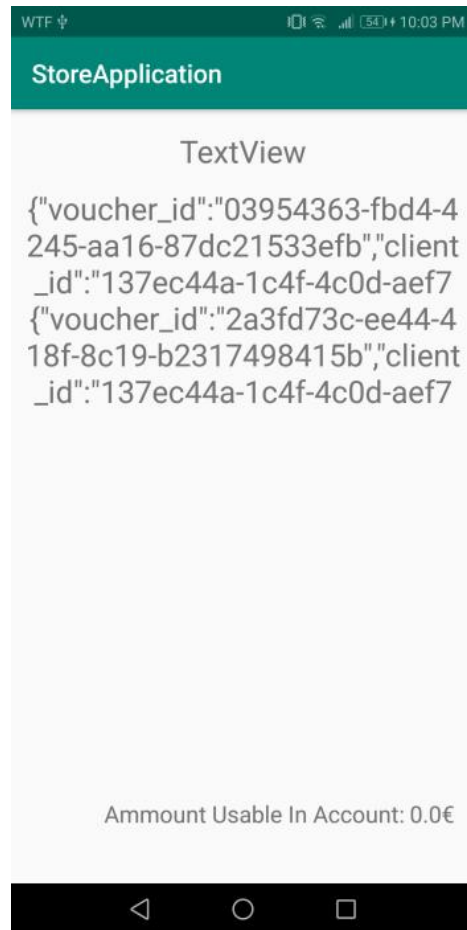 WTF 54 10:03 PM
StoreApplication
TextView
{"voucher_id":"03954363-fbd4-4
245-aa16-87dc21533efb","client
_id":"137ec44a-1c4f-4c0d-aef7
{"voucher_id":"2a3fd73c-ee44-4
18f-8c19-b2317498415b","client
_id":"137ec44a-1c4f-4c0d-aef7
Ammount Usable In Account: 0.0€